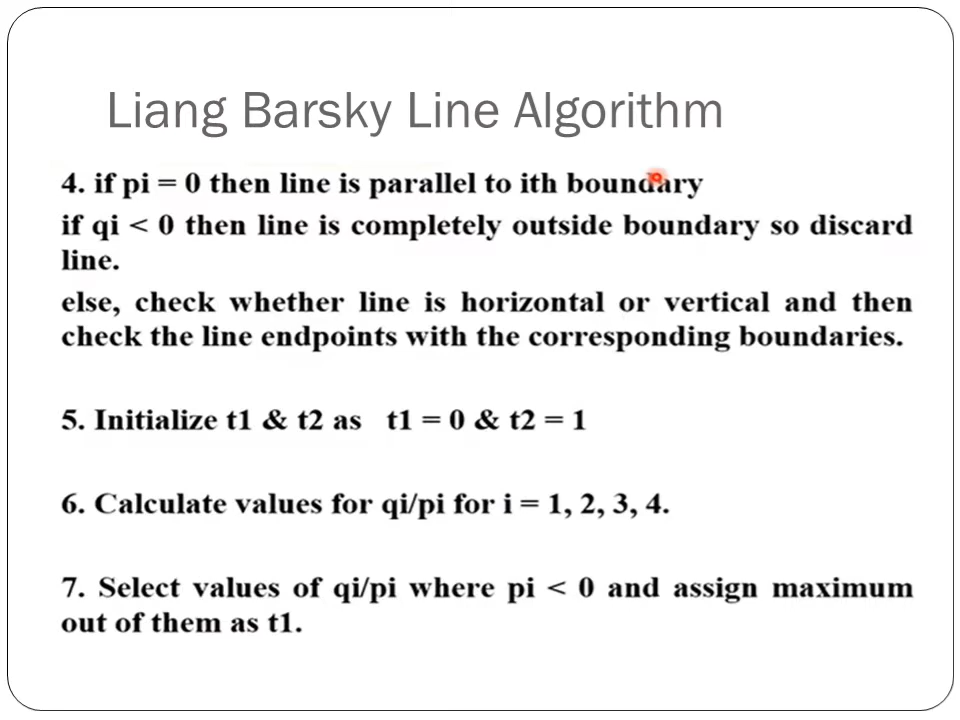 Liang Barsky Line Algorithm
4. if pi = 0 then line is parallel to ith boundary
if qi < 0 then line is completely outside boundary so discard
line.
else, check whether line is horizontal or vertical and then
check the line endpoints with the corresponding boundaries.
5. Initialize t1 & t2 as t1 = 0 & t2 = 1
6. Calculate values for qi/pi for i = 1, 2, 3, 4.
7. Select values of qi/pi where pi < 0 and assign maximum
out of them as t1.